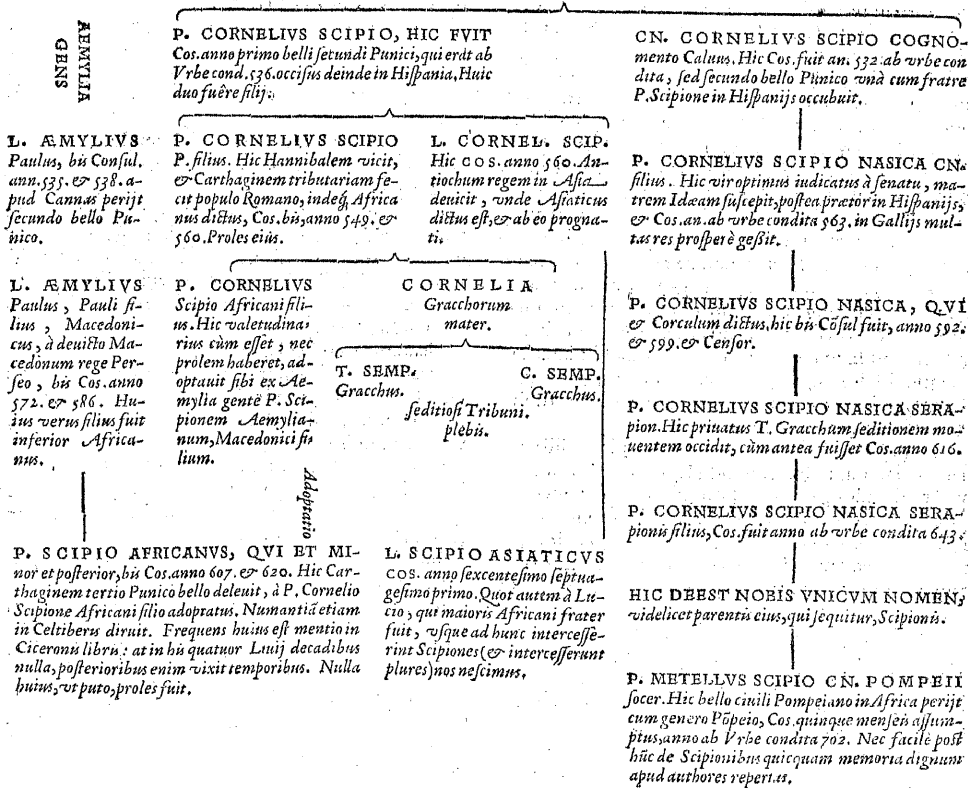 AEMYLIA
GENS
P. CORNELIVS SCIPIO, HIC FVIT
Cos. anno primo belli secundi Punici, qui erat ab
Vrbe cond. 536. occisus deinde in Hispania, Huic
duo fuêre filij.
CN. CORNELIVS SCIPIO COGNO-
mento Caluus. Hic Cos. fuit an. 532. ab vrbe con
dita, sed secundo bello Punico vnà cum fratre
P. Scipione in Hispanijs occubuit.
L. ÆMYLIVS
Paulus, bis Consul.
ann. 535. & 538. a-
pud Cannas perijt
secundo bello Pu-
nico.
P. CORNELIVS SCIPIO
P. filius. Hic Hannibalem vicit,
& Carthaginem tributariam fe-
cit populo Romano, indeq́; Africa
nus dictus, Cos. bis, anno 549. &
560. Proles eius.
L. CORNEL. SCIP.
Hic COS. anno 560. An-
tiochum regem in Asia
deuicit, vnde Asiaticus
dictus est, & ab eo progna-
ti.
P. CORNELIVS SCIPIO NASICA CN.
filius. Hic vir optimus iudicatus à senatu, ma-
trem Idæam suscepit, postea prætor in Hispanijs,
& Cos. an. ab vrbe condita 563. in Gallijs mul-
tas res prosperè gessit.
L. ÆMYLIVS
Paulus, Pauli fi-
lius, Macedoni-
cus, à deuicto Ma-
cedonum rege Per-
seo, bis Cos. anno
572. & 586. Hu-
ius verus filius fuit
inferior Africa-
nus.
P. CORNELIVS
Scipio Africani fili-
us. Hic valetudina-
rius cùm esset, nec
prolem haberet, ad-
optauit sibi ex Ae-
mylia gente P. Sci-
pionem Aemylia-
num, Macedonici fi
lium.
CORNELIA
Gracchorum
mater.
T. SEMP.
Gracchus.
C. SEMP.
Gracchus.
seditiosi Tribuni
plebis.
P. CORNELIVS SCIPIO NASICA, QVI
& Corculum dictus, hic bis Cõsul fuit, anno 592.
& 599. & Censor.
P. CORNELIVS SCIPIO NASICA SERA-
pion. Hic priuatus T. Gracchum seditionem mo-
uentem occidit, cùm antea fuisset Cos. anno 616.
Adoptatio
P. CORNELIVS SCIPIO NASICA SERA-
pionis filius, Cos. fuit anno ab vrbe condita 643.
P. SCIPIO AFRICANVS, QVI ET MI-
nor et posterior, bis Cos. anno 607. & 620. Hic Car-
thaginem tertio Punico bello deleuit, à P. Cornelio
Scipione Africani filio adoptatus. Numantiã etiam
in Celtiberis diruit. Frequens huius est mentio in
Ciceronis libris: at in his quatuor Liuij decadibus
nulla, posterioribus enim vixit temporibus. Nulla
huius, vt puto, proles fuit.
L. SCIPIO ASIATICVS
COS. anno sexcentesimo septua-
gesimo primo. Quot autem à Lu-
cio, qui maioris Africani frater
fuit, vsque ad hunc intercesse-
rint Scipiones (& intercesserunt
plures) nos nescimus.
HIC DEEST NOBIS VNICVM NOMEN,
videlicet parentis eius, qui sequitur, Scipionis.
P. METELLVS SCIPIO CN. POMPEII
socer. Hic bello ciuili Pompeiano in Africa perijt
cum genero Põpeio, Cos. quinque menseis assum-
ptus, anno ab Vrbe condita 702. Nec facile post
hũc de Scipionibus quicquam memoria dignum
apud authores reperias.